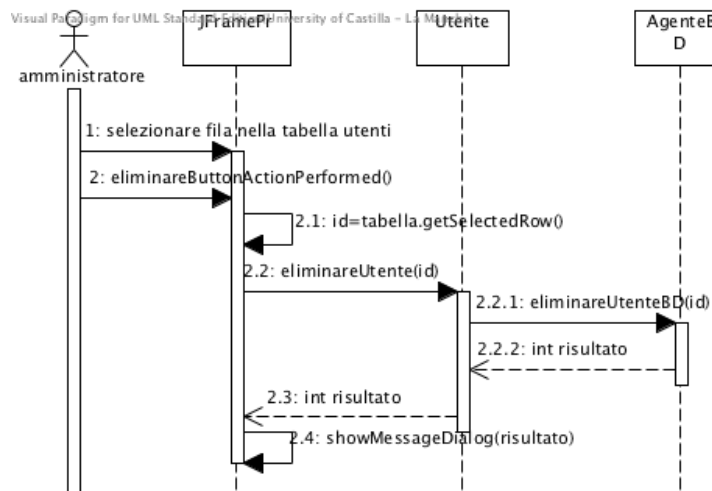 Visual Paradigm for UML Standard Edition(University of Castilla - La Mancha)
JFramePr
Utente
AgenteB
D
amministratore
1: selezionare fila nella tabella utenti
2: eliminareButtonActionPerformed()
2.1: id=tabella.getSelectedRow()
2.2: eliminareUtente(id)
2.2.1: eliminareUtenteBD(id)
2.2.2: int risultato
2.3: int risultato
2.4: showMessageDialog(risultato)